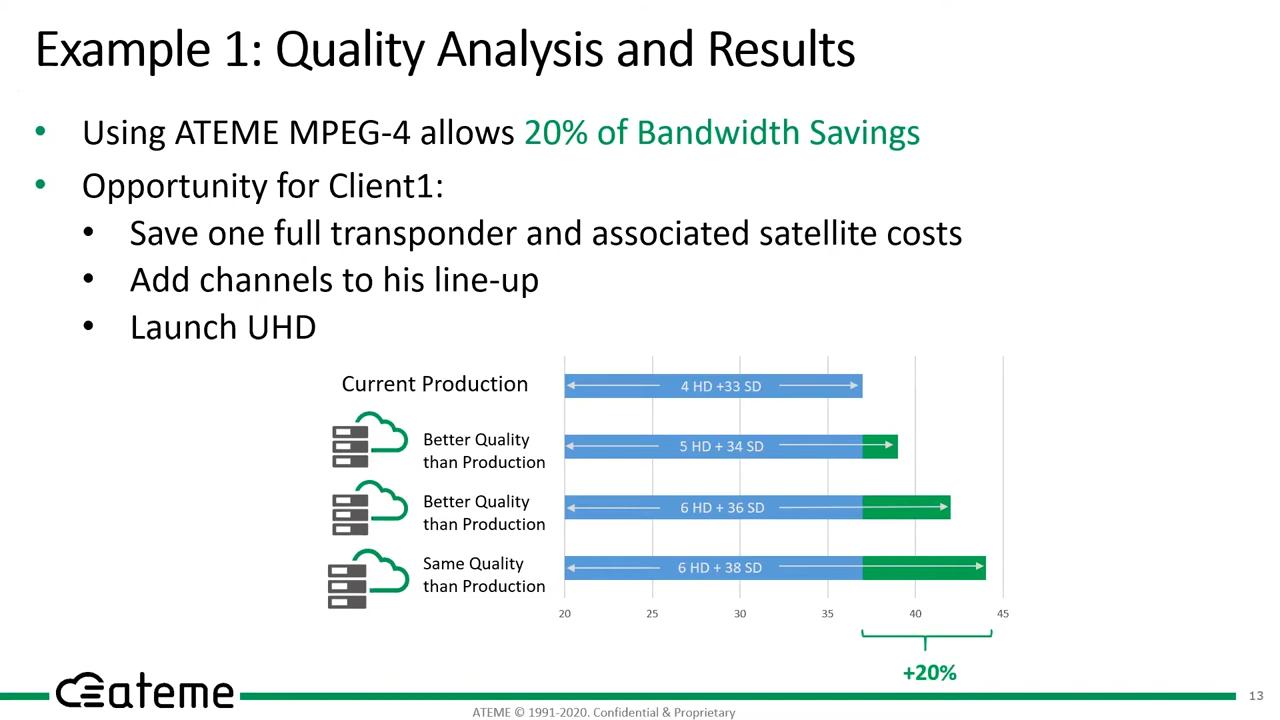 Example 1: Quality Analysis and Results
• Using ATEME MPEG-4 allows 20% of Bandwidth Savings
• Opportunity for Client1:
• Save one full transponder and associated satellite costs
• Add channels to his line-up
• Launch UHD
Current Production
4 HD +33 SD
Better Quality
than Production
5 HD + 34 SD
Better Quality
than Production
6 HD + 36 SD
Same Quality
than Production
6 HD + 38 SD
20 25 30 35 40 45
+20%
ateme
13
ATEME © 1991-2020. Confidential & Proprietary